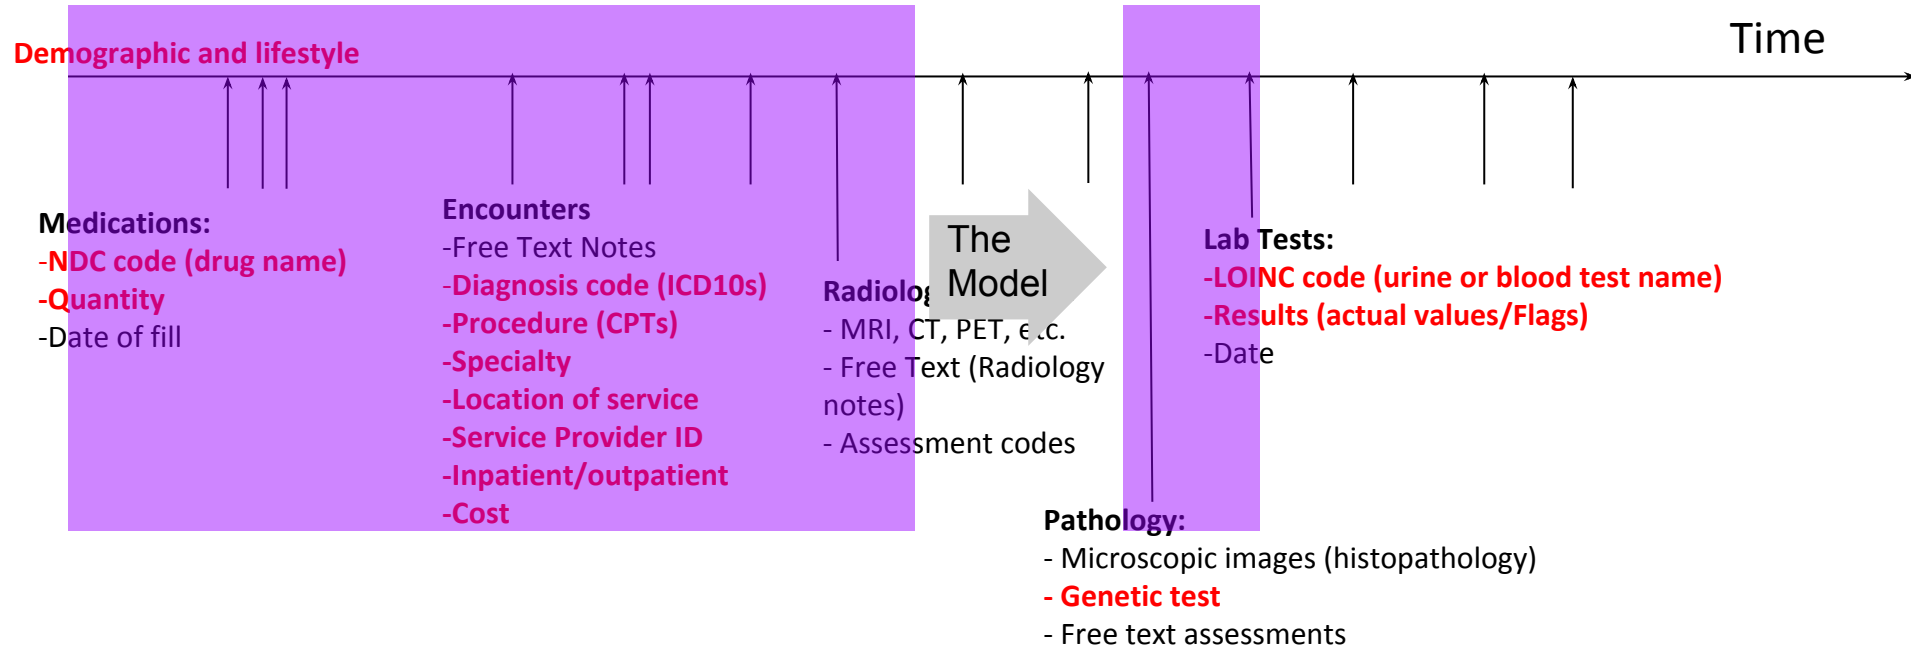 Time
Demographic and lifestyle
Medications:
-NDC code (drug name)
-Quantity
-Date of fill
Encounters
-Free Text Notes
-Diagnosis code (ICD10s)
-Procedure (CPTs)
-Specialty
-Location of service
-Service Provider ID
-Inpatient/outpatient
-Cost
Radiolog
- MRI, CT, PET, etc.
- Free Text (Radiology
notes)
- Assessment codes
The
Model
Lab Tests:
-LOINC code (urine or blood test name)
-Results (actual values/Flags)
-Date
Pathology:
- Microscopic images (histopathology)
- Genetic test
- Free text assessments